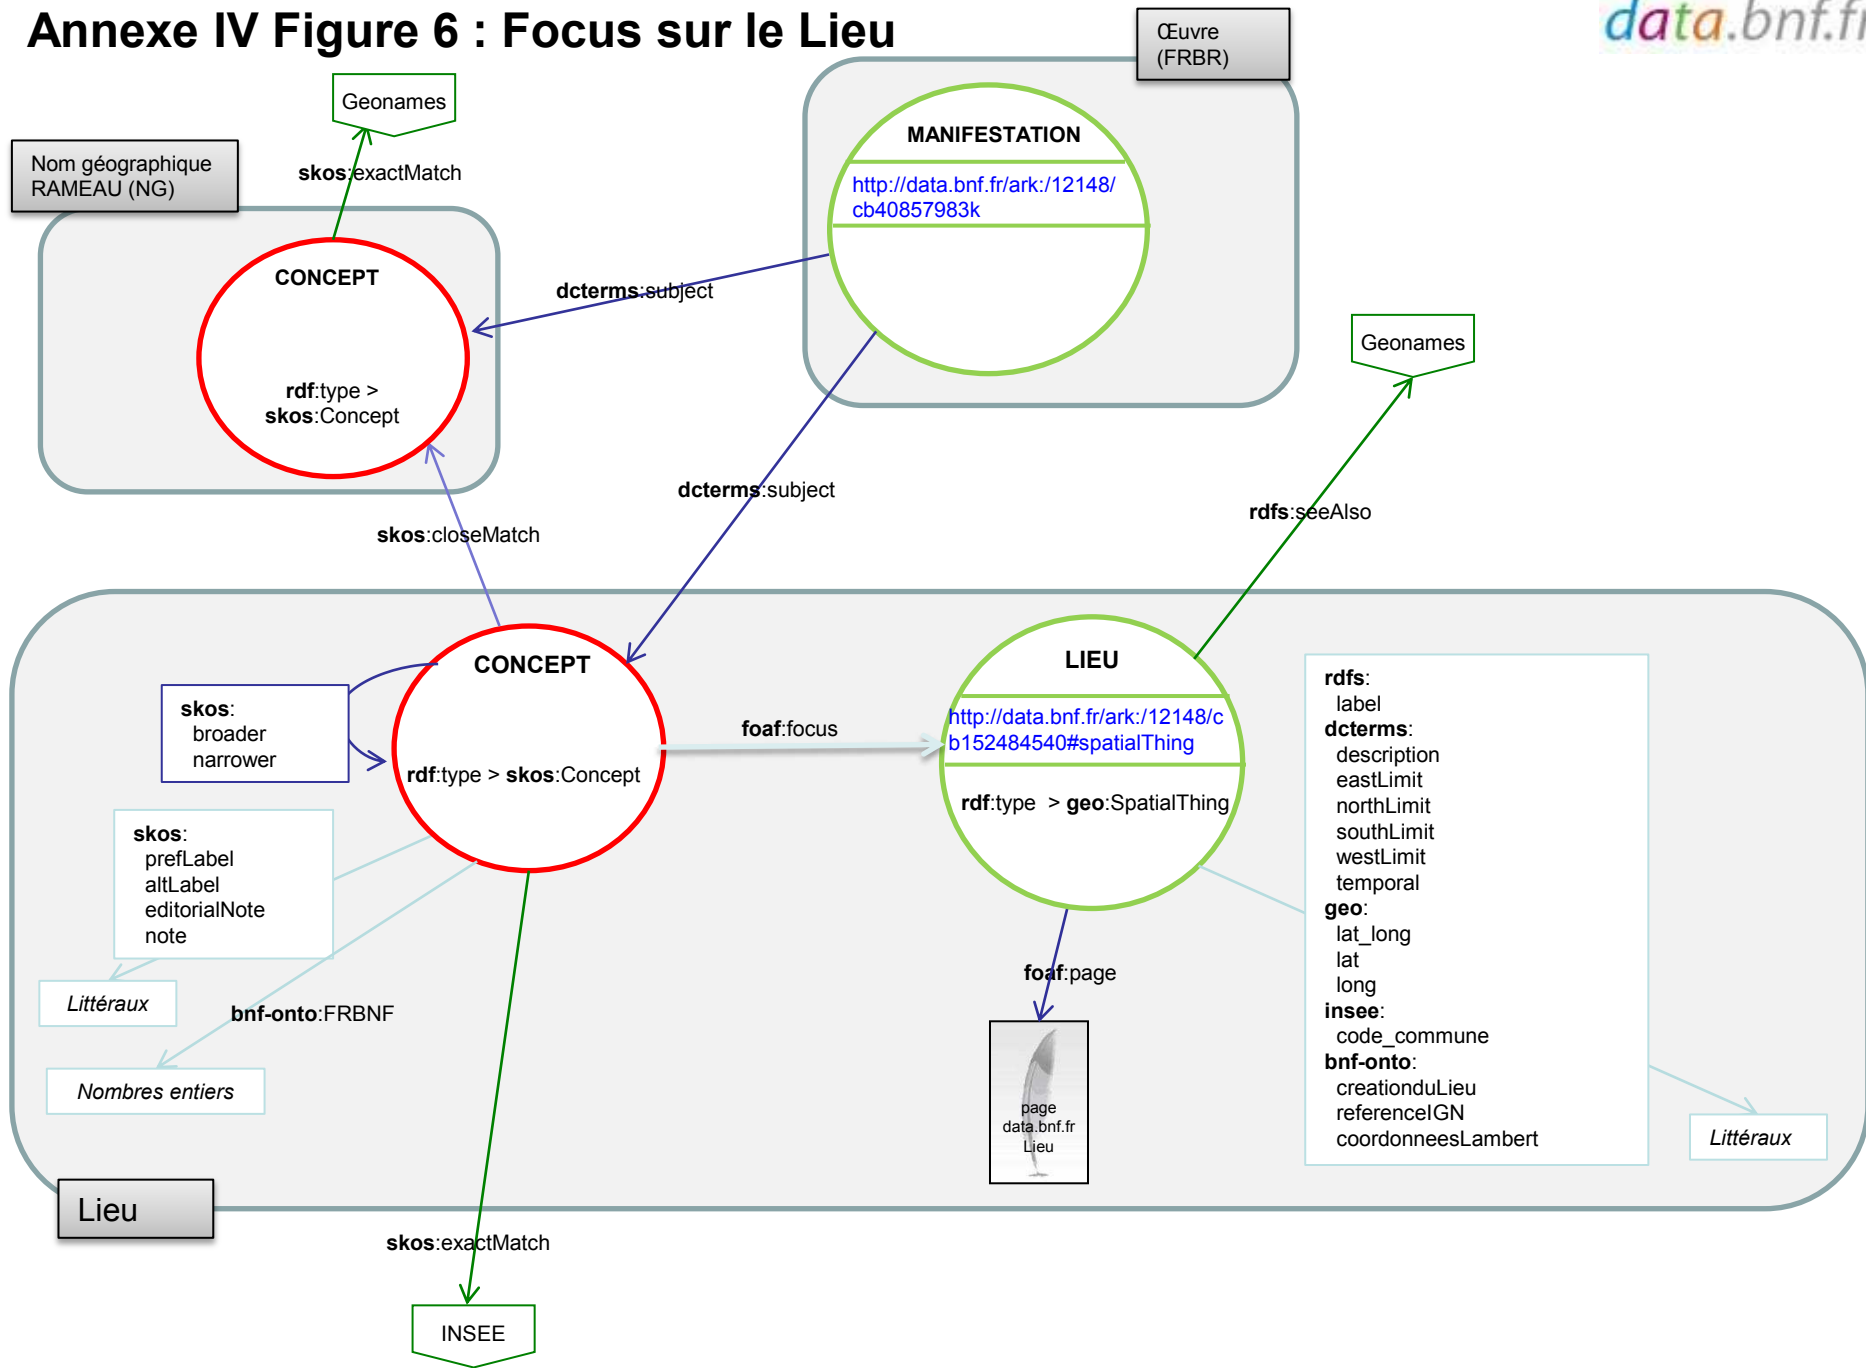 Annexe IV Figure 6 : Focus sur le Lieu
data.bnf.fr
Œuvre
(FRBR)
Geonames
MANIFESTATION
Nom géographique
RAMEAU (NG)
skos:exactMatch
http://data.bnf.fr/ark:/12148/
cb40857983k
CONCEPT
dcterms:subject
Geonames
rdf:type >
skos:Concept
dcterms:subject
rdfs:seeAlso
skos:closeMatch
CONCEPT
LIEU
skos:
broader
narrower
foaf:focus
http://data.bnf.fr/ark:/12148/c
b152484540#spatialThing
rdf:type > skos:Concept
rdf:type > geo:SpatialThing
rdfs:
label
dcterms:
description
eastLimit
northLimit
southLimit
westLimit
temporal
geo:
lat_long
lat
long
insee:
code_commune
bnf-onto:
creationduLieu
referenceIGN
coordonneesLambert
skos:
prefLabel
altLabel
editorialNote
note
Littéraux
bnf-onto:FRBNF
foaf:page
Nombres entiers
page
data.bnf.fr
Lieu
Littéraux
Lieu
skos:exactMatch
INSEE